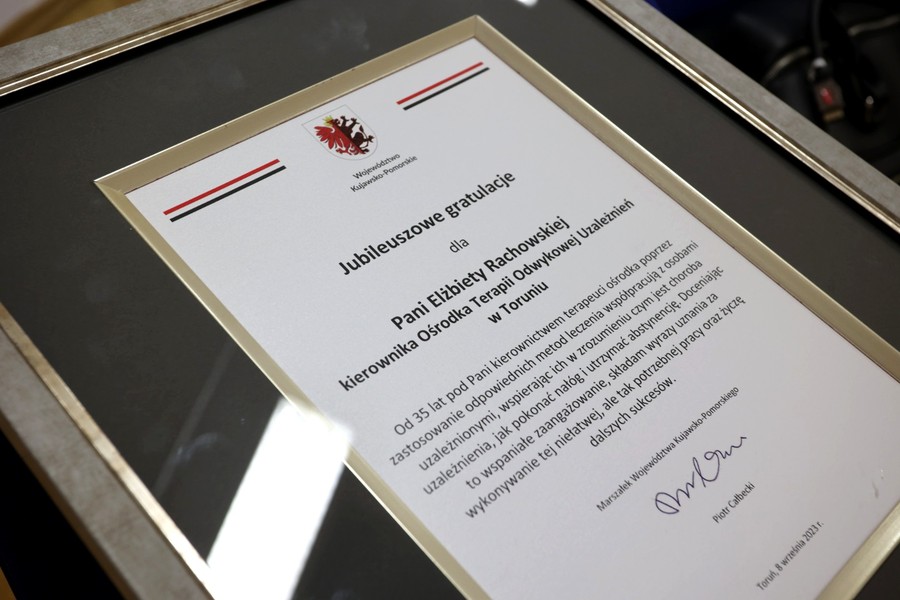 Województwo
Kujawsko-Pomorskie
Jubileuszowe gratulacje
dla
Pani Elżbiety Rachowskiej
kierownika Ośrodka Terapii Odwykowej Uzależnień
w Toruniu
Od 35 lat pod Pani kierownictwem terapeuci ośrodka poprzez
zastosowanie odpowiednich metod leczenia współpracują z osobami
uzależnionymi, wspierając ich w zrozumieniu czym jest choroba
uzależnienia, jak pokonać nałóg i utrzymać abstynencję. Doceniając
to wspaniałe zaangażowanie, składam wyrazy uznania za
wykonywanie tej niełatwej, ale tak potrzebnej pracy oraz życzę
dalszych sukcesów.
Marszałek Województwa Kujawsko-Pomorskiego
Piotr Całbecki
Toruń, 8 września 2023 r.